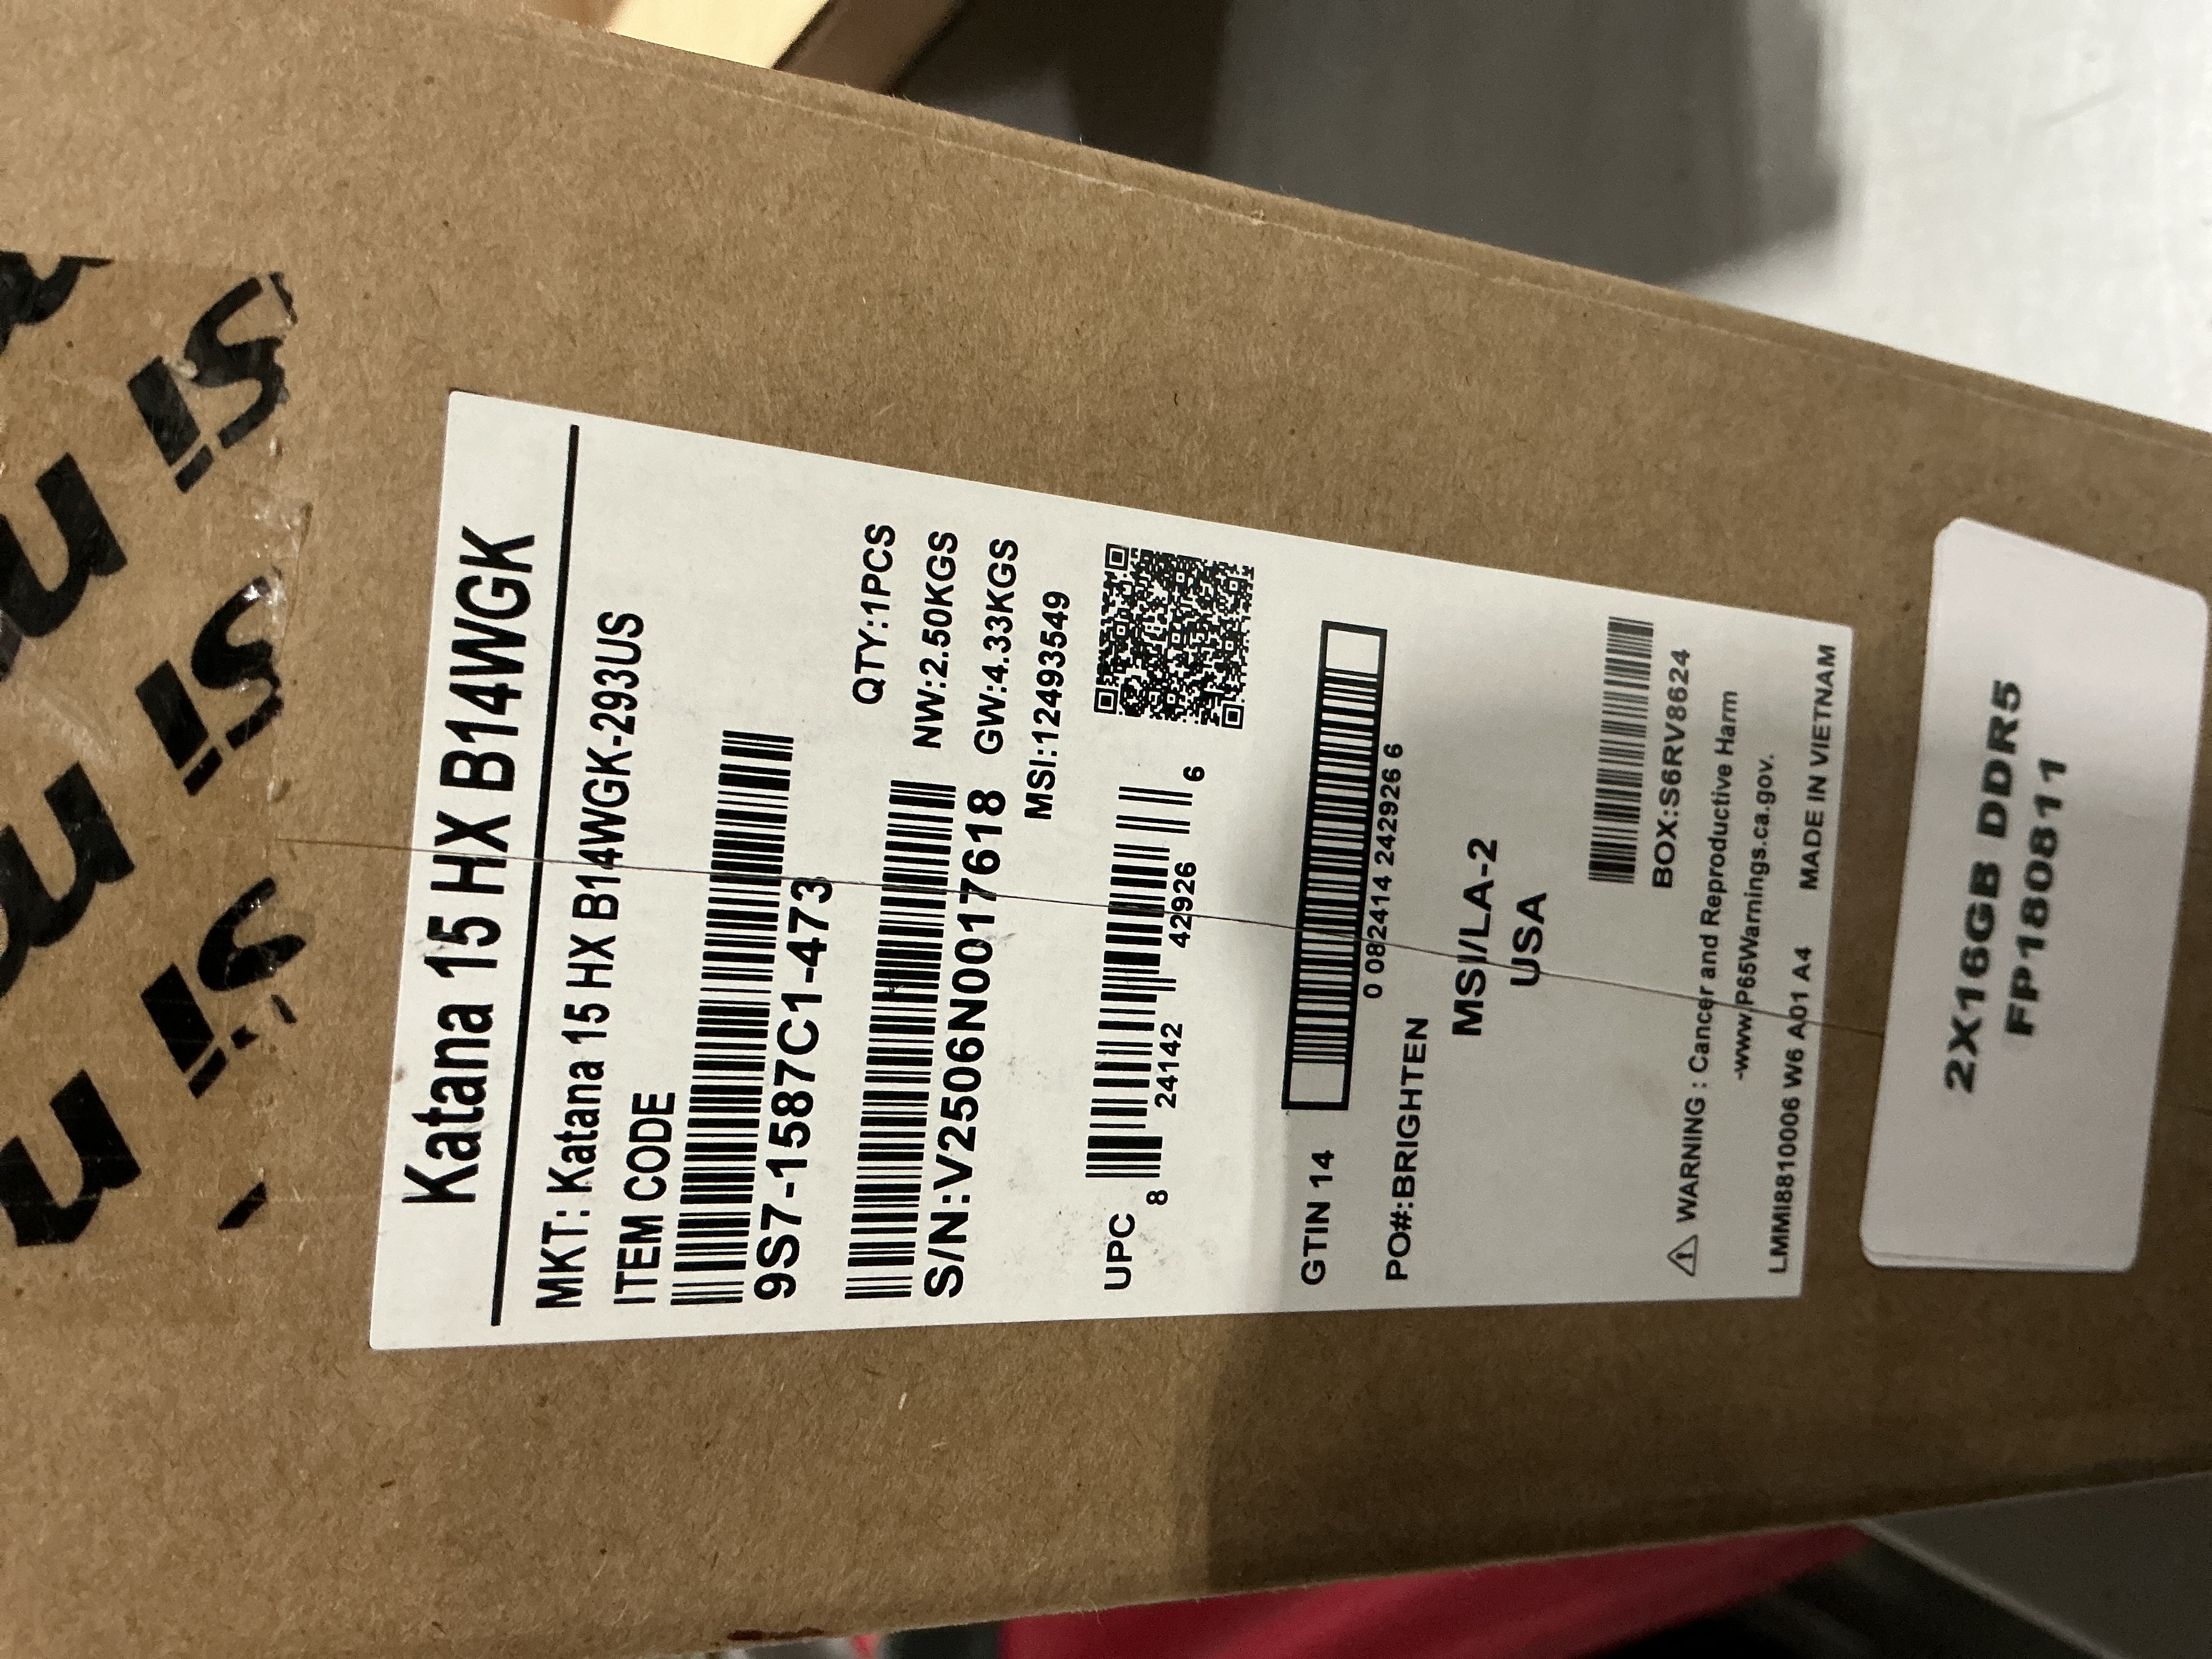 Katana 15 HX B14WGK
MKT: Katana 15 HX B14WGK-293US
ITEM CODE
9S7-1587C1-473
QTY:1PCS
S/N:V2506N0017618
NW:2.50KGS
GW:4.33KGS
MSI:12493549
UPC
8 24142 42926 6
GTIN 14
0 082414 242926 6
PO#:BRIGHTEN
MSI/LA-2
USA
BOX:S6RV8624
WARNING : Cancer and Reproductive Harm
-www.P65Warnings.ca.gov.
LMMI8810006 W6 A01 A4 MADE IN VIETNAM
2X16GB DDR5
FP180811